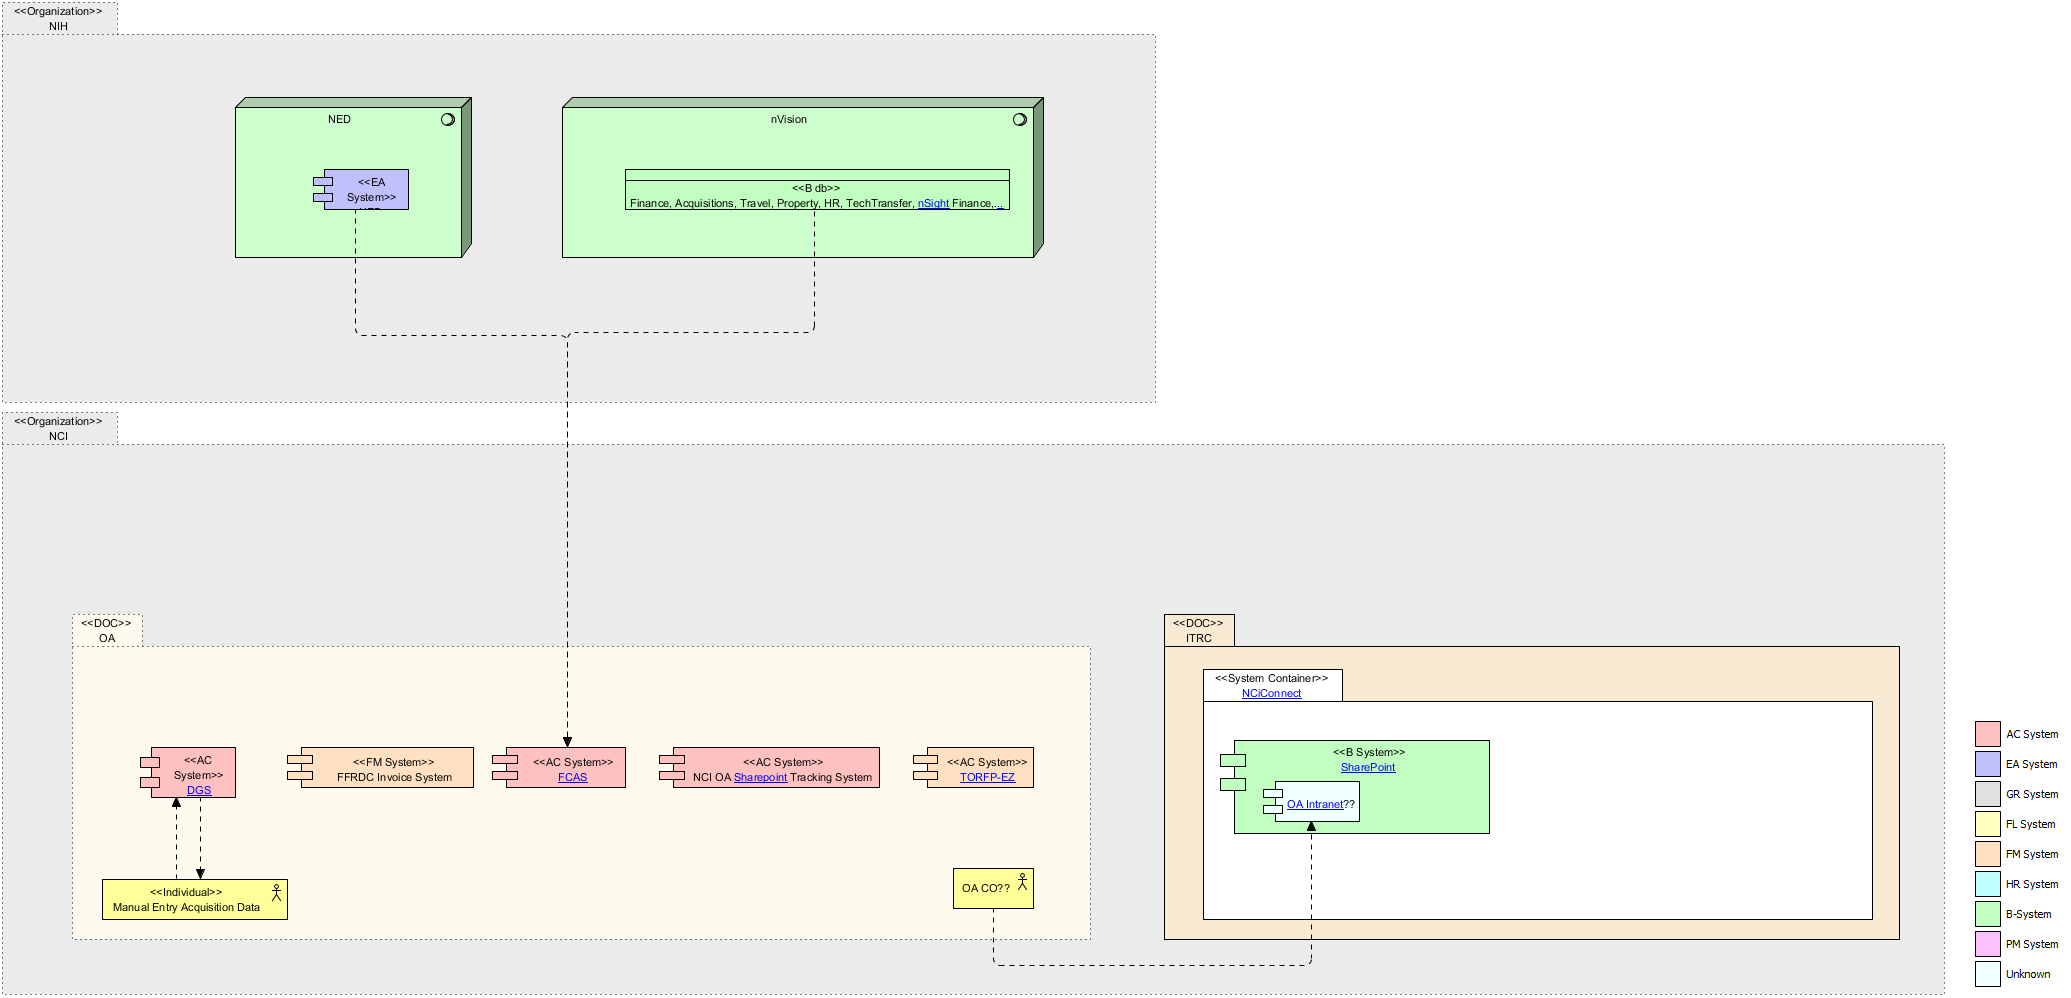 <<Organization>>
NIH
NED
nVision
<<EA
System>>
<<B db>>
Finance, Acquisitions, Travel, Property, HR, TechTransfer, nSight Finance,...
<<Organization>>
NCI
<<DOC>>
OA
<<DOC>>
ITRC
<<System Container>>
NCiConnect
<<AC
System>>
DGS
<<FM System>>
FFRDC Invoice System
<<AC System>>
FCAS
<<AC System>>
NCI OA Sharepoint Tracking System
<<AC System>>
TORFP-EZ
<<B System>>
SharePoint
OA Intranet??
<<Individual>>
Manual Entry Acquisition Data
OA CO??
AC System
EA System
GR System
FL System
FM System
HR System
B-System
PM System
Unknown